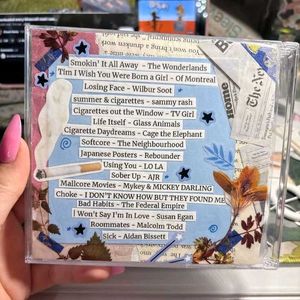 Smokin' It All Away - The Wonderlands
Tim I Wish You Were Born a Girl - Of Montreal
Losing Face - Wilbur Soot
summer & cigarettes - sammy rash
Cigarettes out the Window - TV Girl
Life Itself - Glass Animals
Cigarette Daydreams - Cage the Elephant
Softcore - The Neighbourhood
Japanese Posters - Rebounder
Using You - LO LA
Sober Up - AJR
Mallcore Movies - Mykey & MICKEY DARLING
Choke - I DON'T KNOW HOW BUT THEY FOUND ME
Bad Habits - The Federal Empire
I Won't Say I'm In Love - Susan Egan
Roommates - Malcolm Todd
Sick - Aidan Bissett